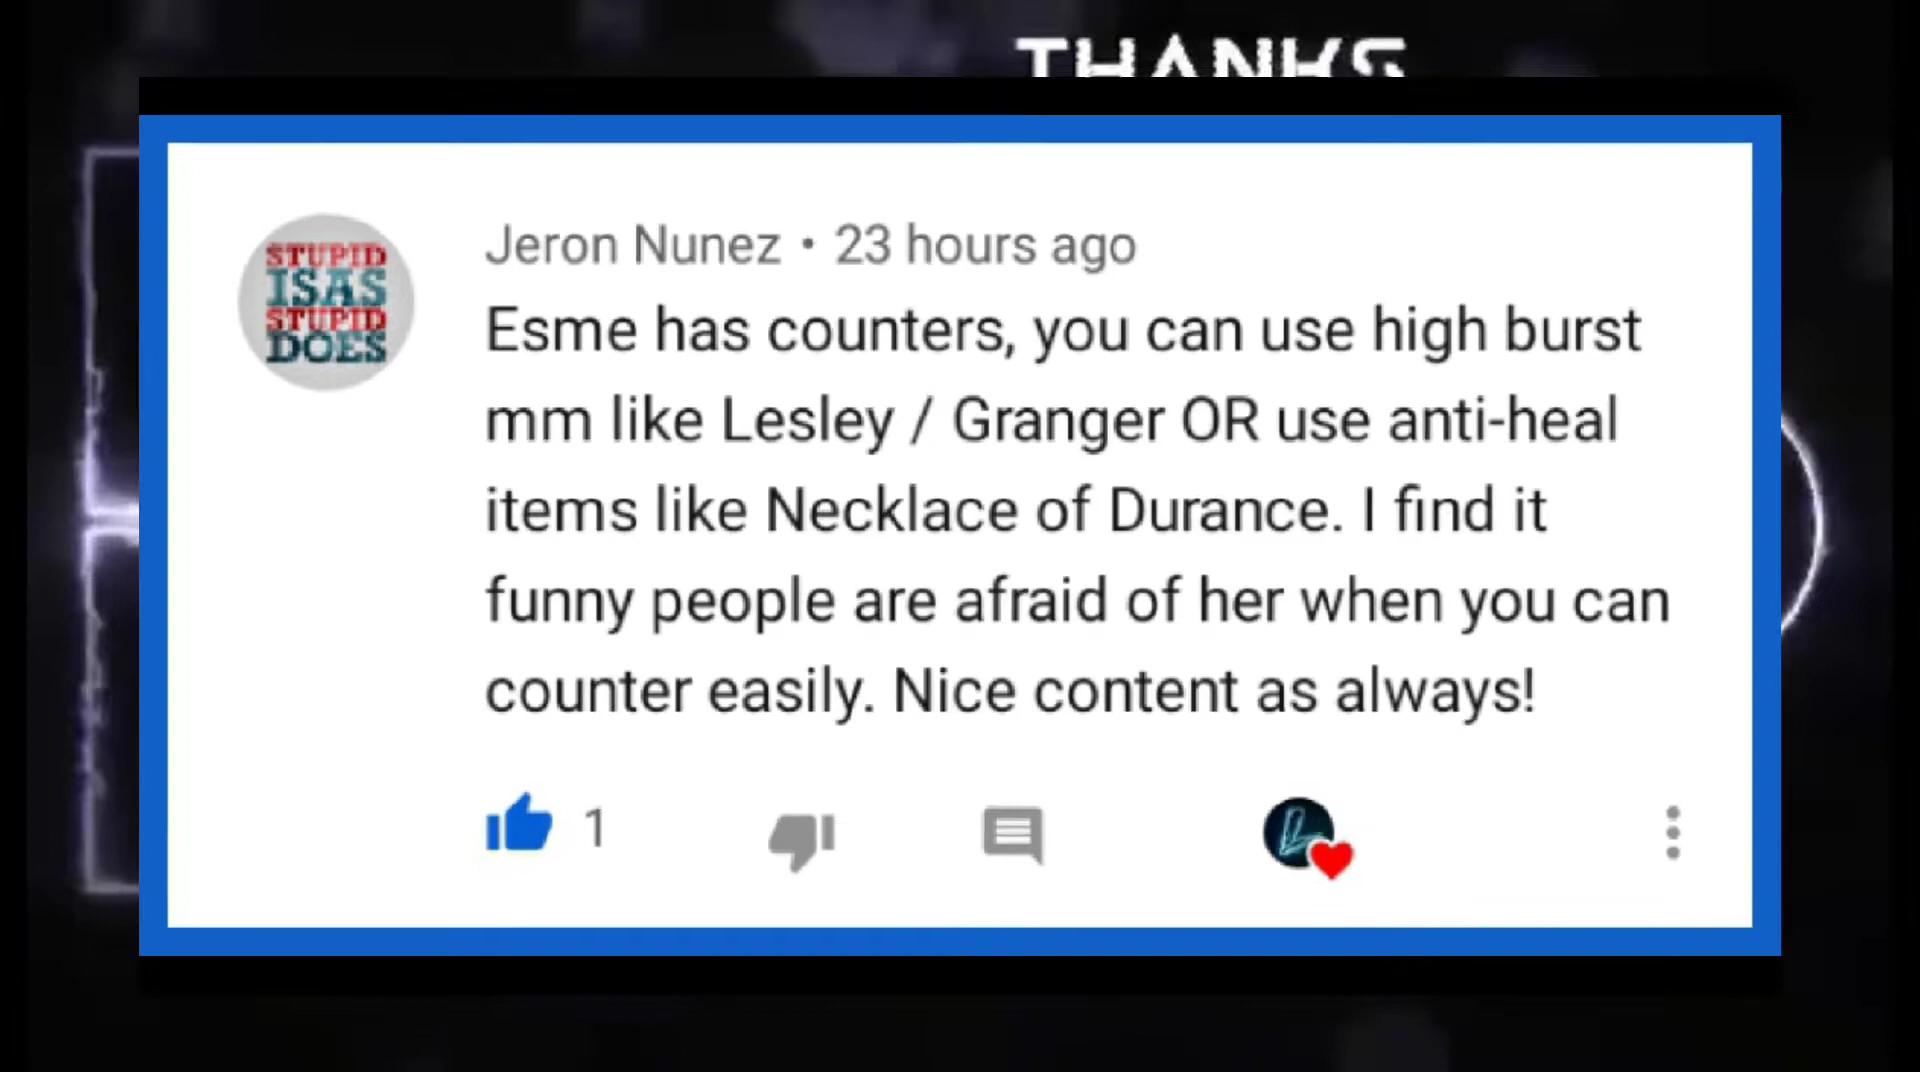 THANKS
STUPID
IS AS
STUPID
DOES
Jeron Nunez • 23 hours ago
Esme has counters, you can use high burst
mm like Lesley / Granger OR use anti-heal
items like Necklace of Durance. I find it
funny people are afraid of her when you can
counter easily. Nice content as always!
1